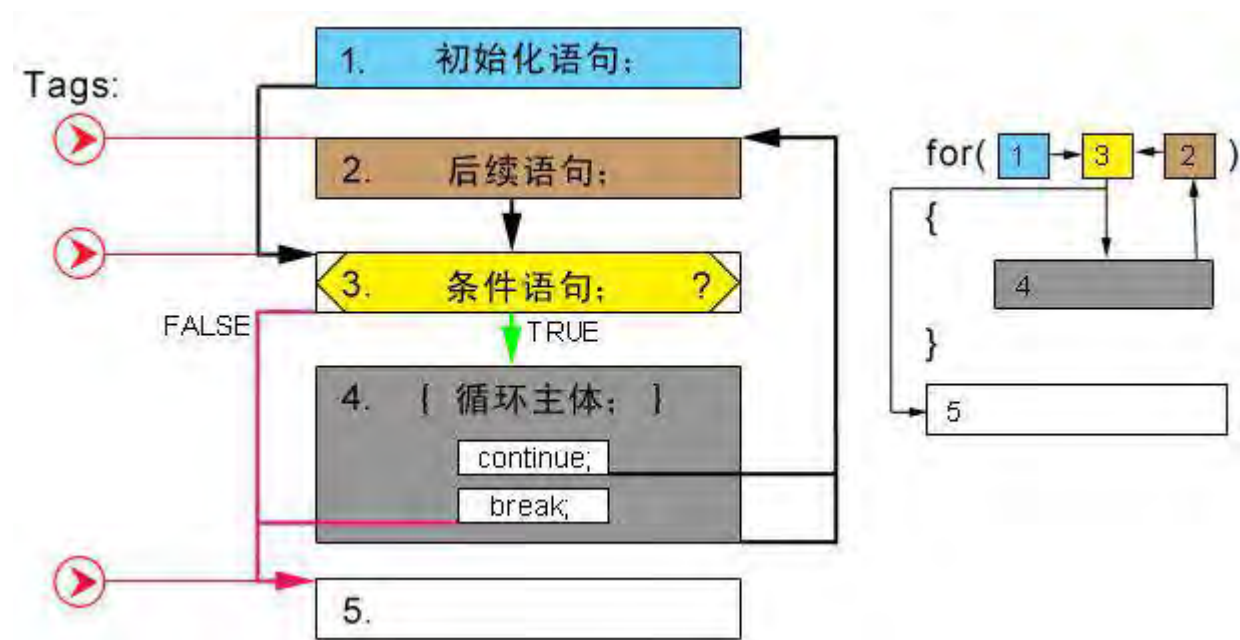 Tags:
1. 初始化语句;
2. 后续语句;
3. 条件语句; ?
FALSE
TRUE
4. { 循环主体; }
continue;
break;
5.
for( 1 3 2 )
{
4
}
5